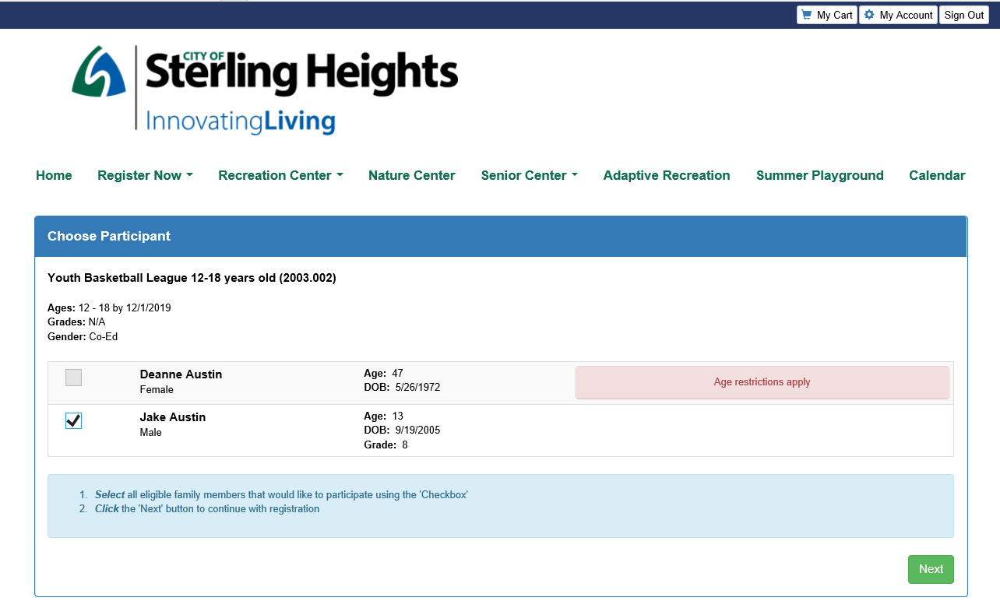 My Cart My Account Sign Out
CITY OF
Sterling Heights
InnovatingLiving
Home Register Now Recreation Center Nature Center Senior Center Adaptive Recreation Summer Playground Calendar
Choose Participant
Youth Basketball League 12-18 years old (2003.002)
Ages: 12 - 18 by 12/1/2019
Grades: N/A
Gender: Co-Ed
Deanne Austin Age: 47
Female DOB: 5/26/1972
Age restrictions apply
Jake Austin Age: 13
Male DOB: 9/19/2005
Grade: 8
1. Select all eligible family members that would like to participate using the 'Checkbox'
2. Click the 'Next' button to continue with registration
Next